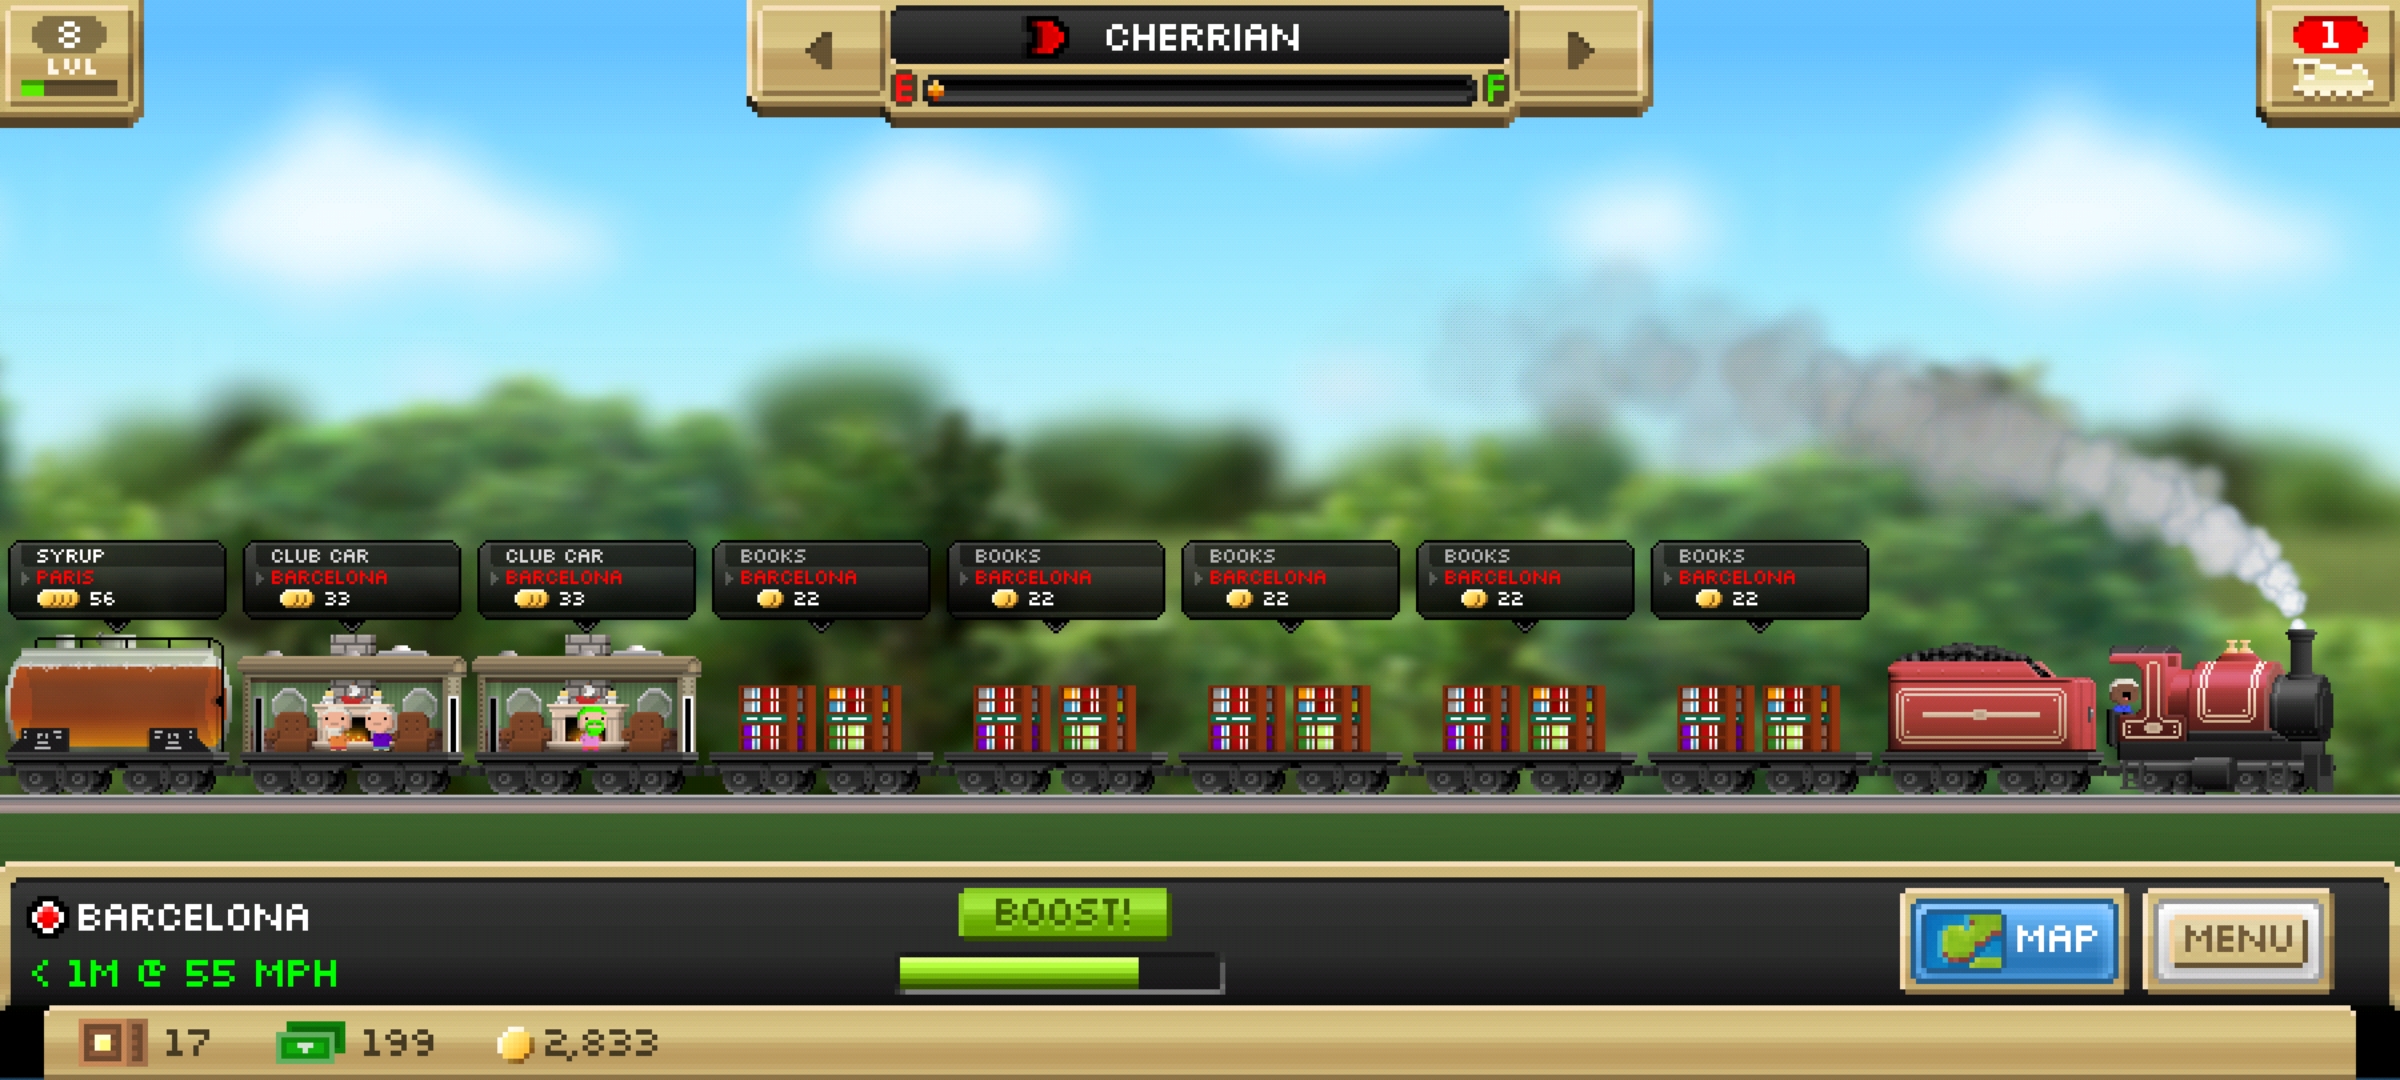 8
LVL
CHERRIAN
E F
1
SYRUP
PARIS
56
CLUB CAR
BARCELONA
33
CLUB CAR
BARCELONA
33
BOOKS
BARCELONA
22
BOOKS
BARCELONA
22
BOOKS
BARCELONA
22
BOOKS
BARCELONA
22
BOOKS
BARCELONA
22
BARCELONA
< 1M @ 55 MPH
BOOST!
MAP
MENU
17 199 2,833